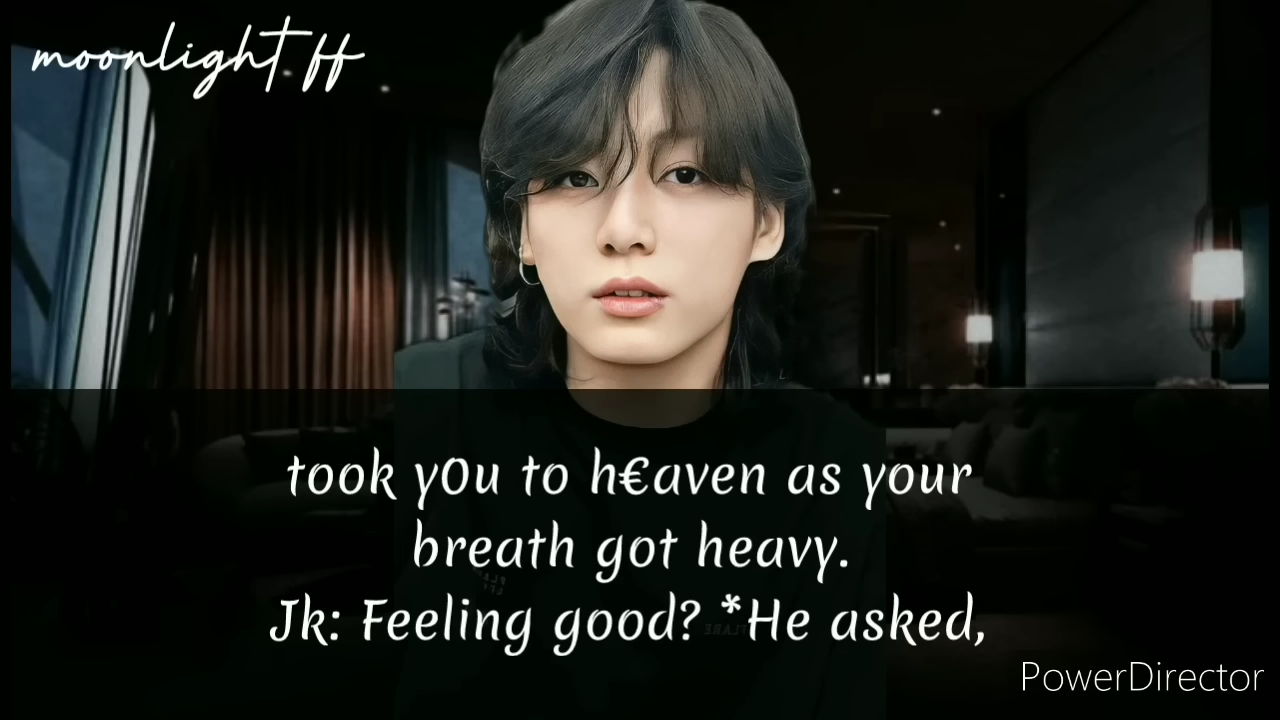 moonlight.ff
took y0u to h€aven as your
breath got heavy.
Jk: Feeling good? *He asked,
PowerDirector